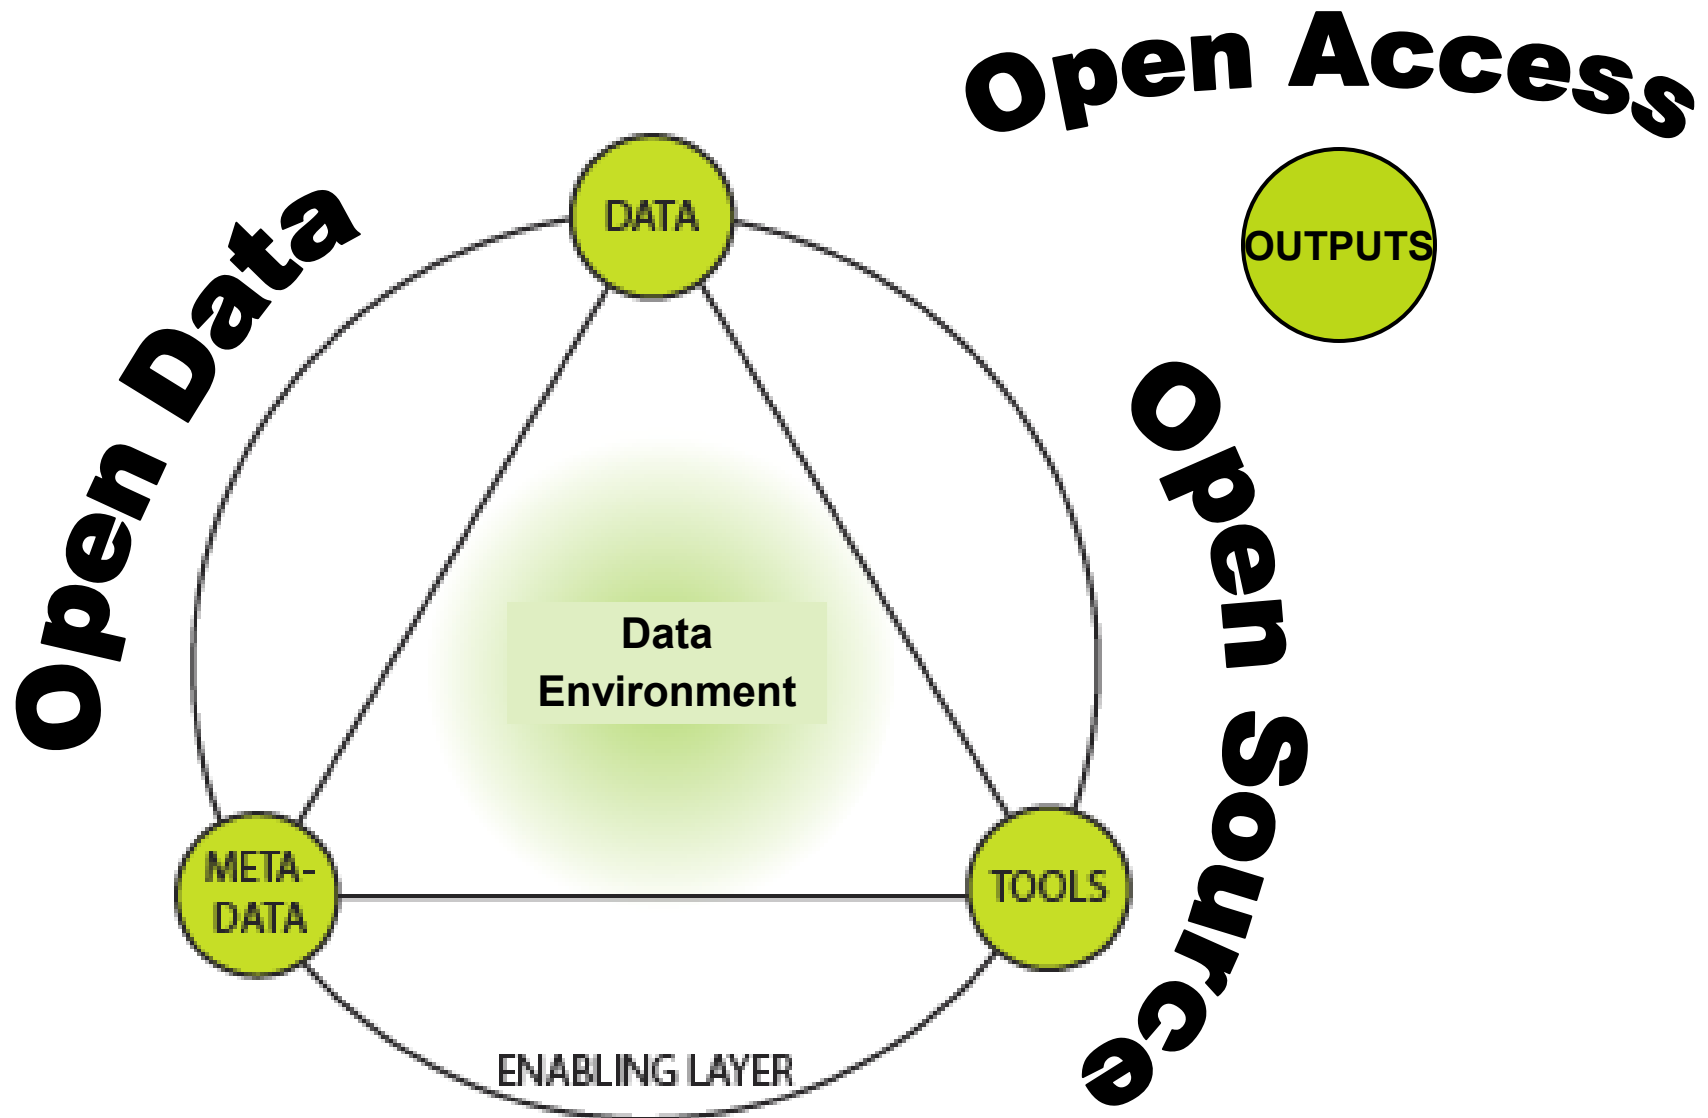 Open Access
DATA
OUTPUTS
Open Data
Open Source
Data
Environment
META-
DATA
TOOLS
ENABLING LAYER